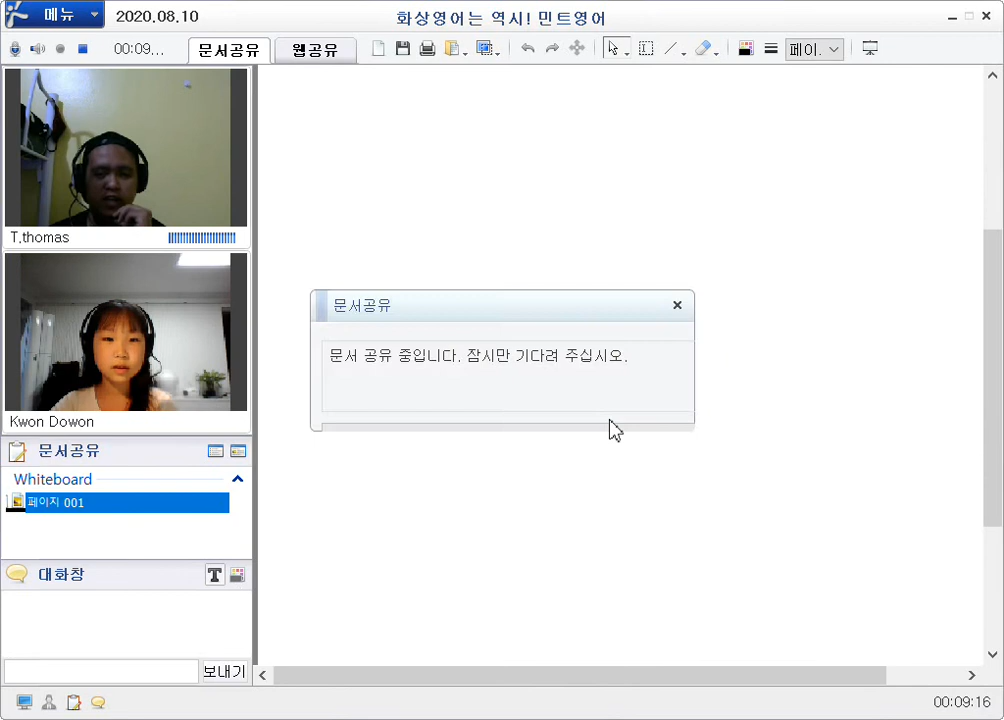 메뉴
2020.08.10
화상영어는 역시! 민트영어
00:09...
문서공유
웹공유
페이.
T.thomas
Kwon Dowon
문서공유
Whiteboard
페이지 001
대화창
T
보내기
문서공유
문서 공유 중입니다. 잠시만 기다려 주십시오.
00:09:16